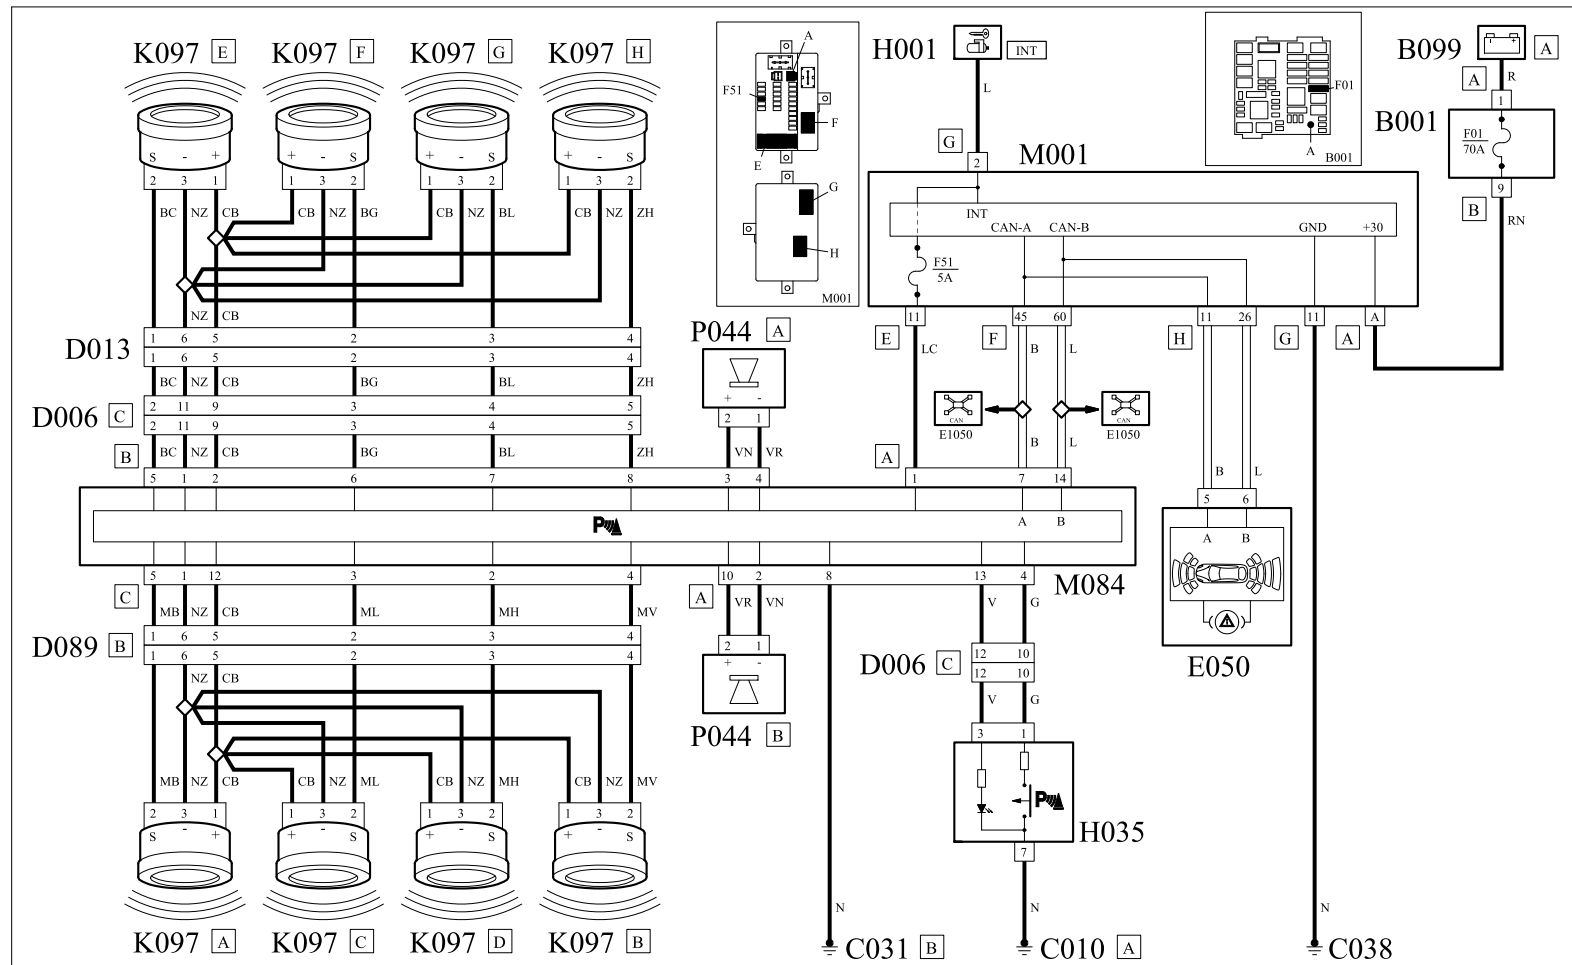 K097 E K097 F K097 G K097 H
S - + + - S + - S + - S
2 3 1 1 3 2 1 3 2 1 3 2
BC NZ CB CB NZ BG CB NZ BL CB NZ ZH
NZ CB
D013
1 6 5 2 3 4
1 6 5 2 3 4
BC NZ CB BG BL ZH
D006 C
2 11 9 3 4 5
2 11 9 3 4 5
B
BC NZ CB BG BL ZH
5 1 2 6 7 8 3 4
P044 A
+ -
2 1
VN VR
A
F51
F
E
G
H
M001
H001 INT
L
G
2
M001
INT
CAN-A CAN-B GND +30
F51
5A
11 45 60 11 26 11 A
E F H G A
LC B L
CAN
E1050
CAN
E1050
B L
A
1 7 14
A B
F01
A
B001
B099 A
A
R
1
B001
F01
70A
9
B
RN
P
M084
5 1 12 3 2 4 10 2 8 13 4
C
MB NZ CB ML MH MV
D089 B
1 6 5 2 3 4
1 6 5 2 3 4
NZ CB
MB NZ CB CB NZ ML CB NZ MH CB NZ MV
2 3 1 1 3 2 1 3 2 1 3 2
S - + + - S + - S + - S
K097 A K097 C K097 D K097 B
A
VR VN
2 1
+ -
P044 B
N
C031 B
V G
D006 C
12 10
12 10
V G
3 1
P
H035
7
N
C010 A
B L
5 6
A B
E050
N
C038